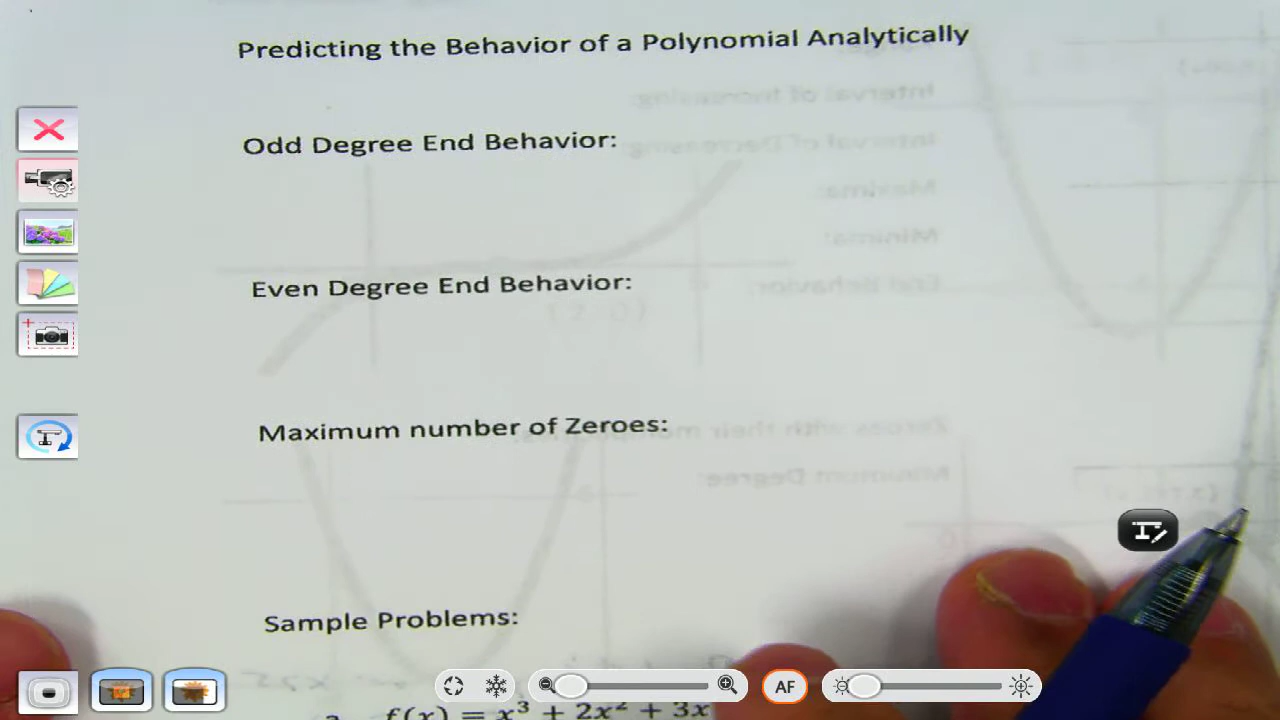 Predicting the Behavior of a Polynomial Analytically
Odd Degree End Behavior:
Even Degree End Behavior:
Maximum number of Zeroes:
Sample Problems:
a. f(x) = x³ + 2x² + 3x
AF